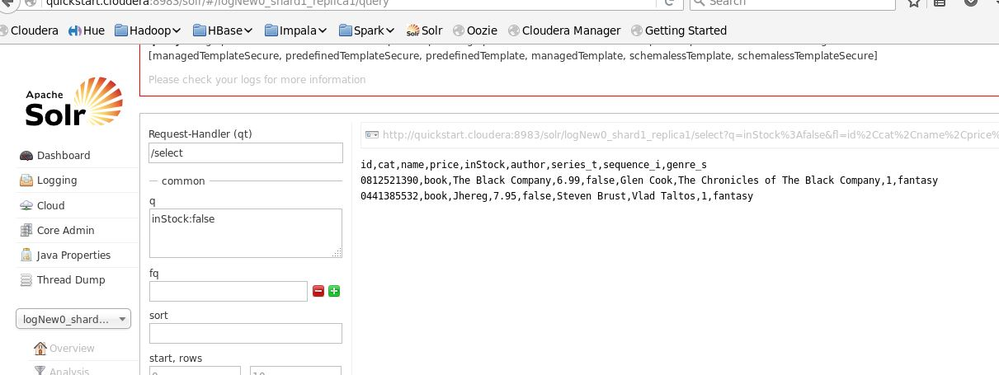 quickstart.cloudera:8983/solr/#/logNew0_shard1_replica1/query
Search
Cloudera Hue Hadoop HBase Impala Spark Solr Oozie Cloudera Manager Getting Started
[managedTemplateSecure, predefinedTemplateSecure, predefinedTemplate, managedTemplate, schemalessTemplate, schemalessTemplateSecure]
Please check your logs for more information
Apache
Solr
Dashboard
Logging
Cloud
Core Admin
Java Properties
Thread Dump
logNew0_shard...
Overview
Analysis
Request-Handler (qt)
/select
common
q
inStock:false
fq
sort
start, rows
0 10
http://quickstart.cloudera:8983/solr/logNew0_shard1_replica1/select?q=inStock%3Afalse&fl=id%2Ccat%2Cname%2Cprice%
id,cat,name,price,inStock,author,series_t,sequence_i,genre_s
0812521390,book,The Black Company,6.99,false,Glen Cook,The Chronicles of The Black Company,1,fantasy
0441385532,book,Jhereg,7.95,false,Steven Brust,Vlad Taltos,1,fantasy